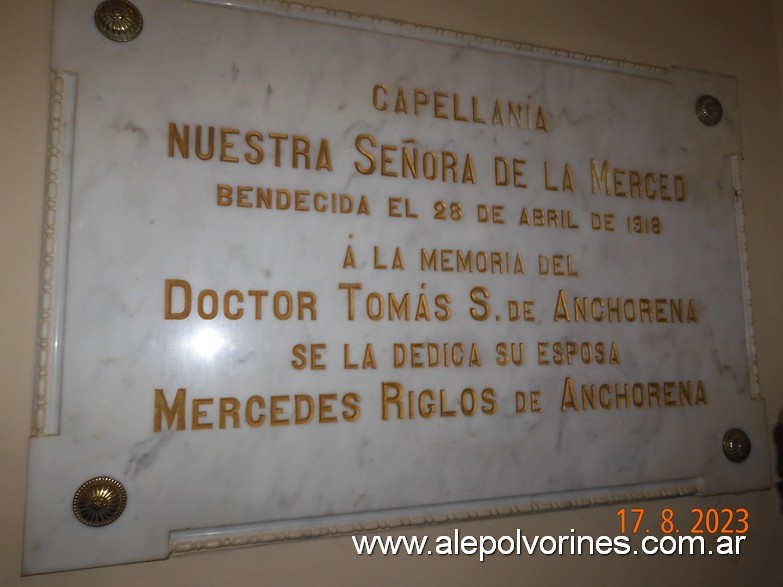 CAPELLANÍA
NUESTRA SEÑORA DE LA MERCED
BENDECIDA EL 28 DE ABRIL DE 1918
Á LA MEMORIA DEL
DOCTOR TOMÁS S. DE ANCHORENA
SE LA DEDICA SU ESPOSA
MERCEDES RIGLOS DE ANCHORENA
17. 8. 2023
www.alepolvorines.com.ar